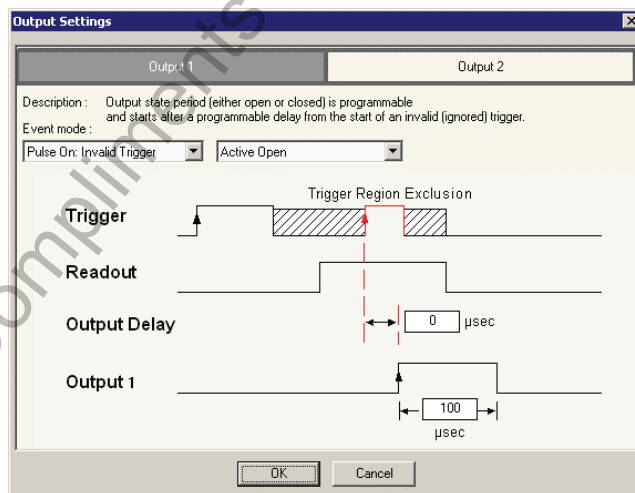 Output Settings
Output 1
Output 2
Description : Output state period (either open or closed) is programmable
and starts after a programmable delay from the start of an invalid (ignored) trigger.
Event mode :
Pulse On: Invalid Trigger
Active Open
Trigger Region Exclusion
Trigger
Readout
Output Delay
0 µsec
Output 1
100
µsec
OK
Cancel
Compliments